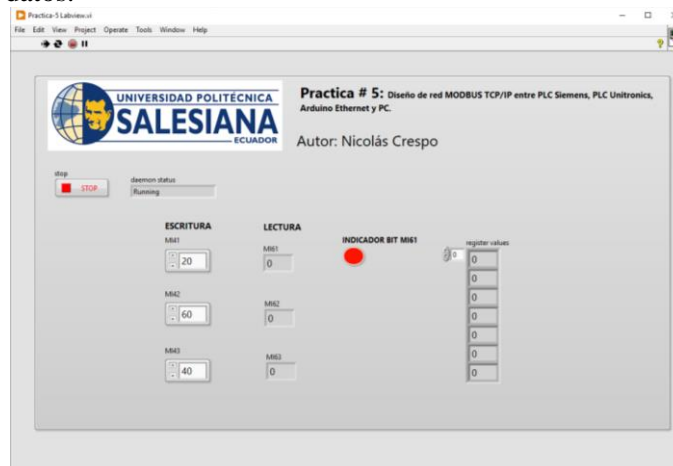 datos.
Practica-5 Labview.vi
File Edit View Project Operate Tools Window Help
UNIVERSIDAD POLITÉCNICA
SALESIANA
ECUADOR
Practica # 5: Diseño de red MODBUS TCP/IP entre PLC Siemens, PLC Unitronics,
Arduino Ethernet y PC.
Autor: Nicolás Crespo
stop
STOP
daemon status
Running
ESCRITURA
LECTURA
INDICADOR BIT MI61
register values
MI41
20
MI61
0
0
0
0
0
MI42
60
MI62
0
0
0
0
MI43
40
MI63
0
0
0